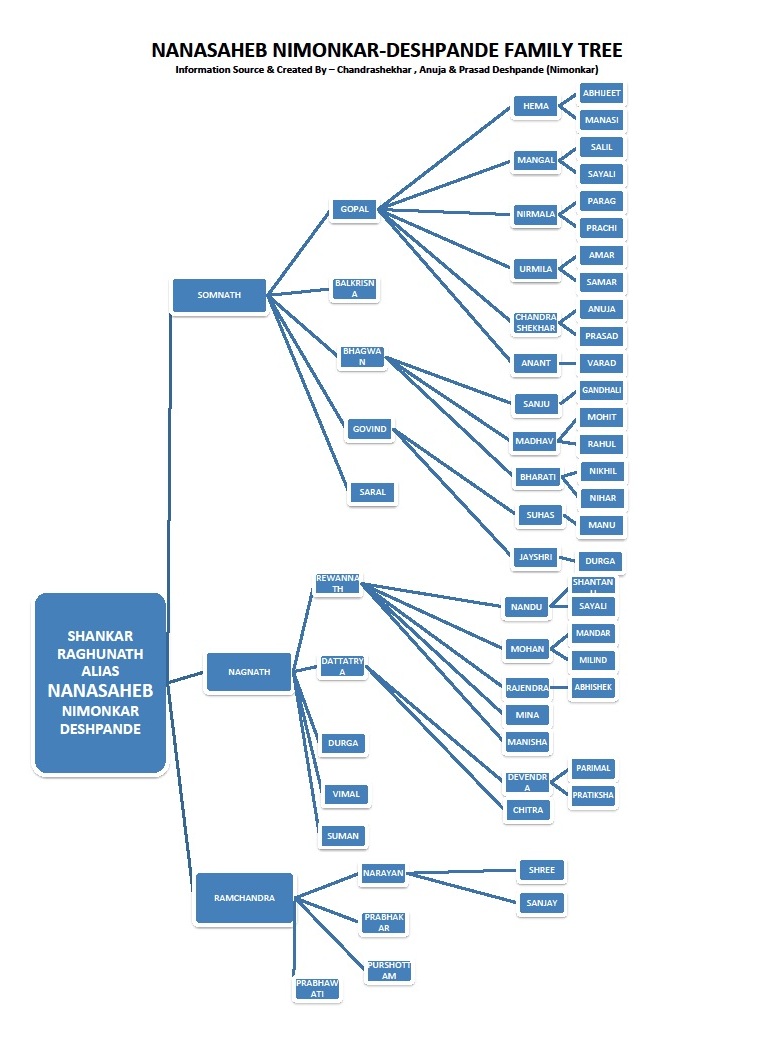 NANASAHEB NIMONKAR-DESHPANDE FAMILY TREE
Information Source & Created By – Chandrashekhar , Anuja & Prasad Deshpande (Nimonkar)
SHANKAR
RAGHUNATH
ALIAS
NANASAHEB
NIMONKAR
DESHPANDE
SOMNATH
GOPAL
HEMA
ABHIJEET
MANASI
MANGAL
SALIL
SAYALI
NIRMALA
PARAG
PRACHI
URMILA
AMAR
SAMAR
CHANDRA
SHEKHAR
ANUJA
PRASAD
ANANT
VARAD
BALKRISN
A
BHAGWA
N
SANJU
GANDHALI
MADHAV
MOHIT
RAHUL
BHARATI
NIKHIL
NIHAR
GOVIND
SUHAS
MANU
JAYSHRI
DURGA
SARAL
NAGNATH
REWANNA
TH
NANDU
SHANTAN
U
SAYALI
MOHAN
MANDAR
MILIND
RAJENDRA
ABHISHEK
MINA
MANISHA
DATTATRY
A
DEVENDR
A
PARIMAL
PRATIKSHA
CHITRA
DURGA
VIMAL
SUMAN
RAMCHANDRA
NARAYAN
SHREE
SANJAY
PRABHAK
AR
PURSHOTT
AM
PRABHAW
ATI